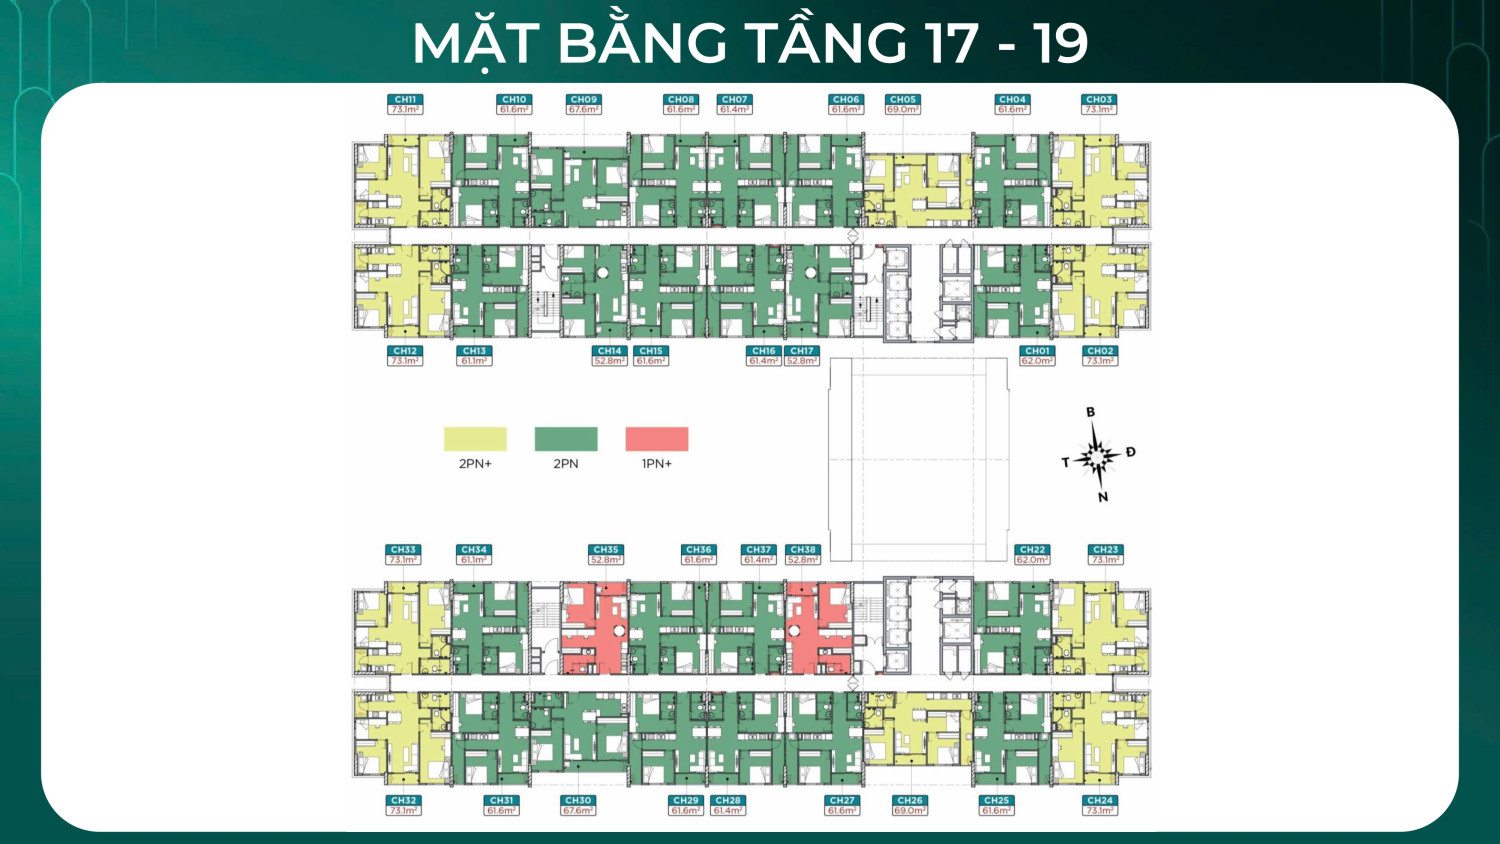 MẶT BẰNG TẦNG 17 - 19
CH11
73.1m²
CH10
61.6m²
CH09
67.6m²
CH08
61.6m²
CH07
61.4m²
CH06
61.6m²
CH05
69.0m²
CH04
61.6m²
CH03
73.1m²
CH12
73.1m²
CH13
61.1m²
CH14
52.8m²
CH15
61.6m²
CH16
61.4m²
CH17
52.8m²
CH01
62.0m²
CH02
73.1m²
2PN+
2PN
1PN+
B
T
Đ
N
CH33
73.1m²
CH34
61.1m²
CH35
52.8m²
CH36
61.6m²
CH37
61.4m²
CH38
52.8m²
CH22
62.0m²
CH23
73.1m²
CH32
73.1m²
CH31
61.6m²
CH30
67.6m²
CH29
61.6m²
CH28
61.4m²
CH27
61.6m²
CH26
69.0m²
CH25
61.6m²
CH24
73.1m²